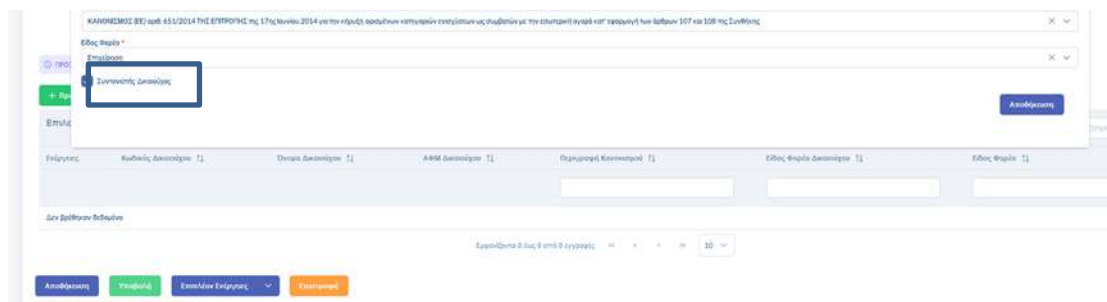 ΚΑΝΟΝΙΣΜΟΣ (ΕΕ) αριθ. 651/2014 ΤΗΣ ΕΠΙΤΡΟΠΗΣ της 17ης Ιουνίου 2014 για την κήρυξη ορισμένων κατηγοριών ενισχύσεων ως συμβατών με την εσωτερική αγορά κατ' εφαρμογή των άρθρων 107 και 108 της Συνθήκης
Είδος Φορέα *
Επιχείρηση
ΠΡΟΣ
Συντονιστής Δικαιούχος
+ Προ
Αποθήκευση
Επιλε
Ενέργειες Κωδικός Δικαιούχου Όνομα Δικαιούχου ΑΦΜ Δικαιούχου Περιγραφή Κανονισμού Είδος Φορέα Δικαιούχου Είδος Φορέα
Δεν βρέθηκαν δεδομένα
Εμφανίζονται 0 έως 0 από 0 εγγραφές 10
Αποθήκευση Υποβολή Επιπλέον Ενέργειες Επιστροφή